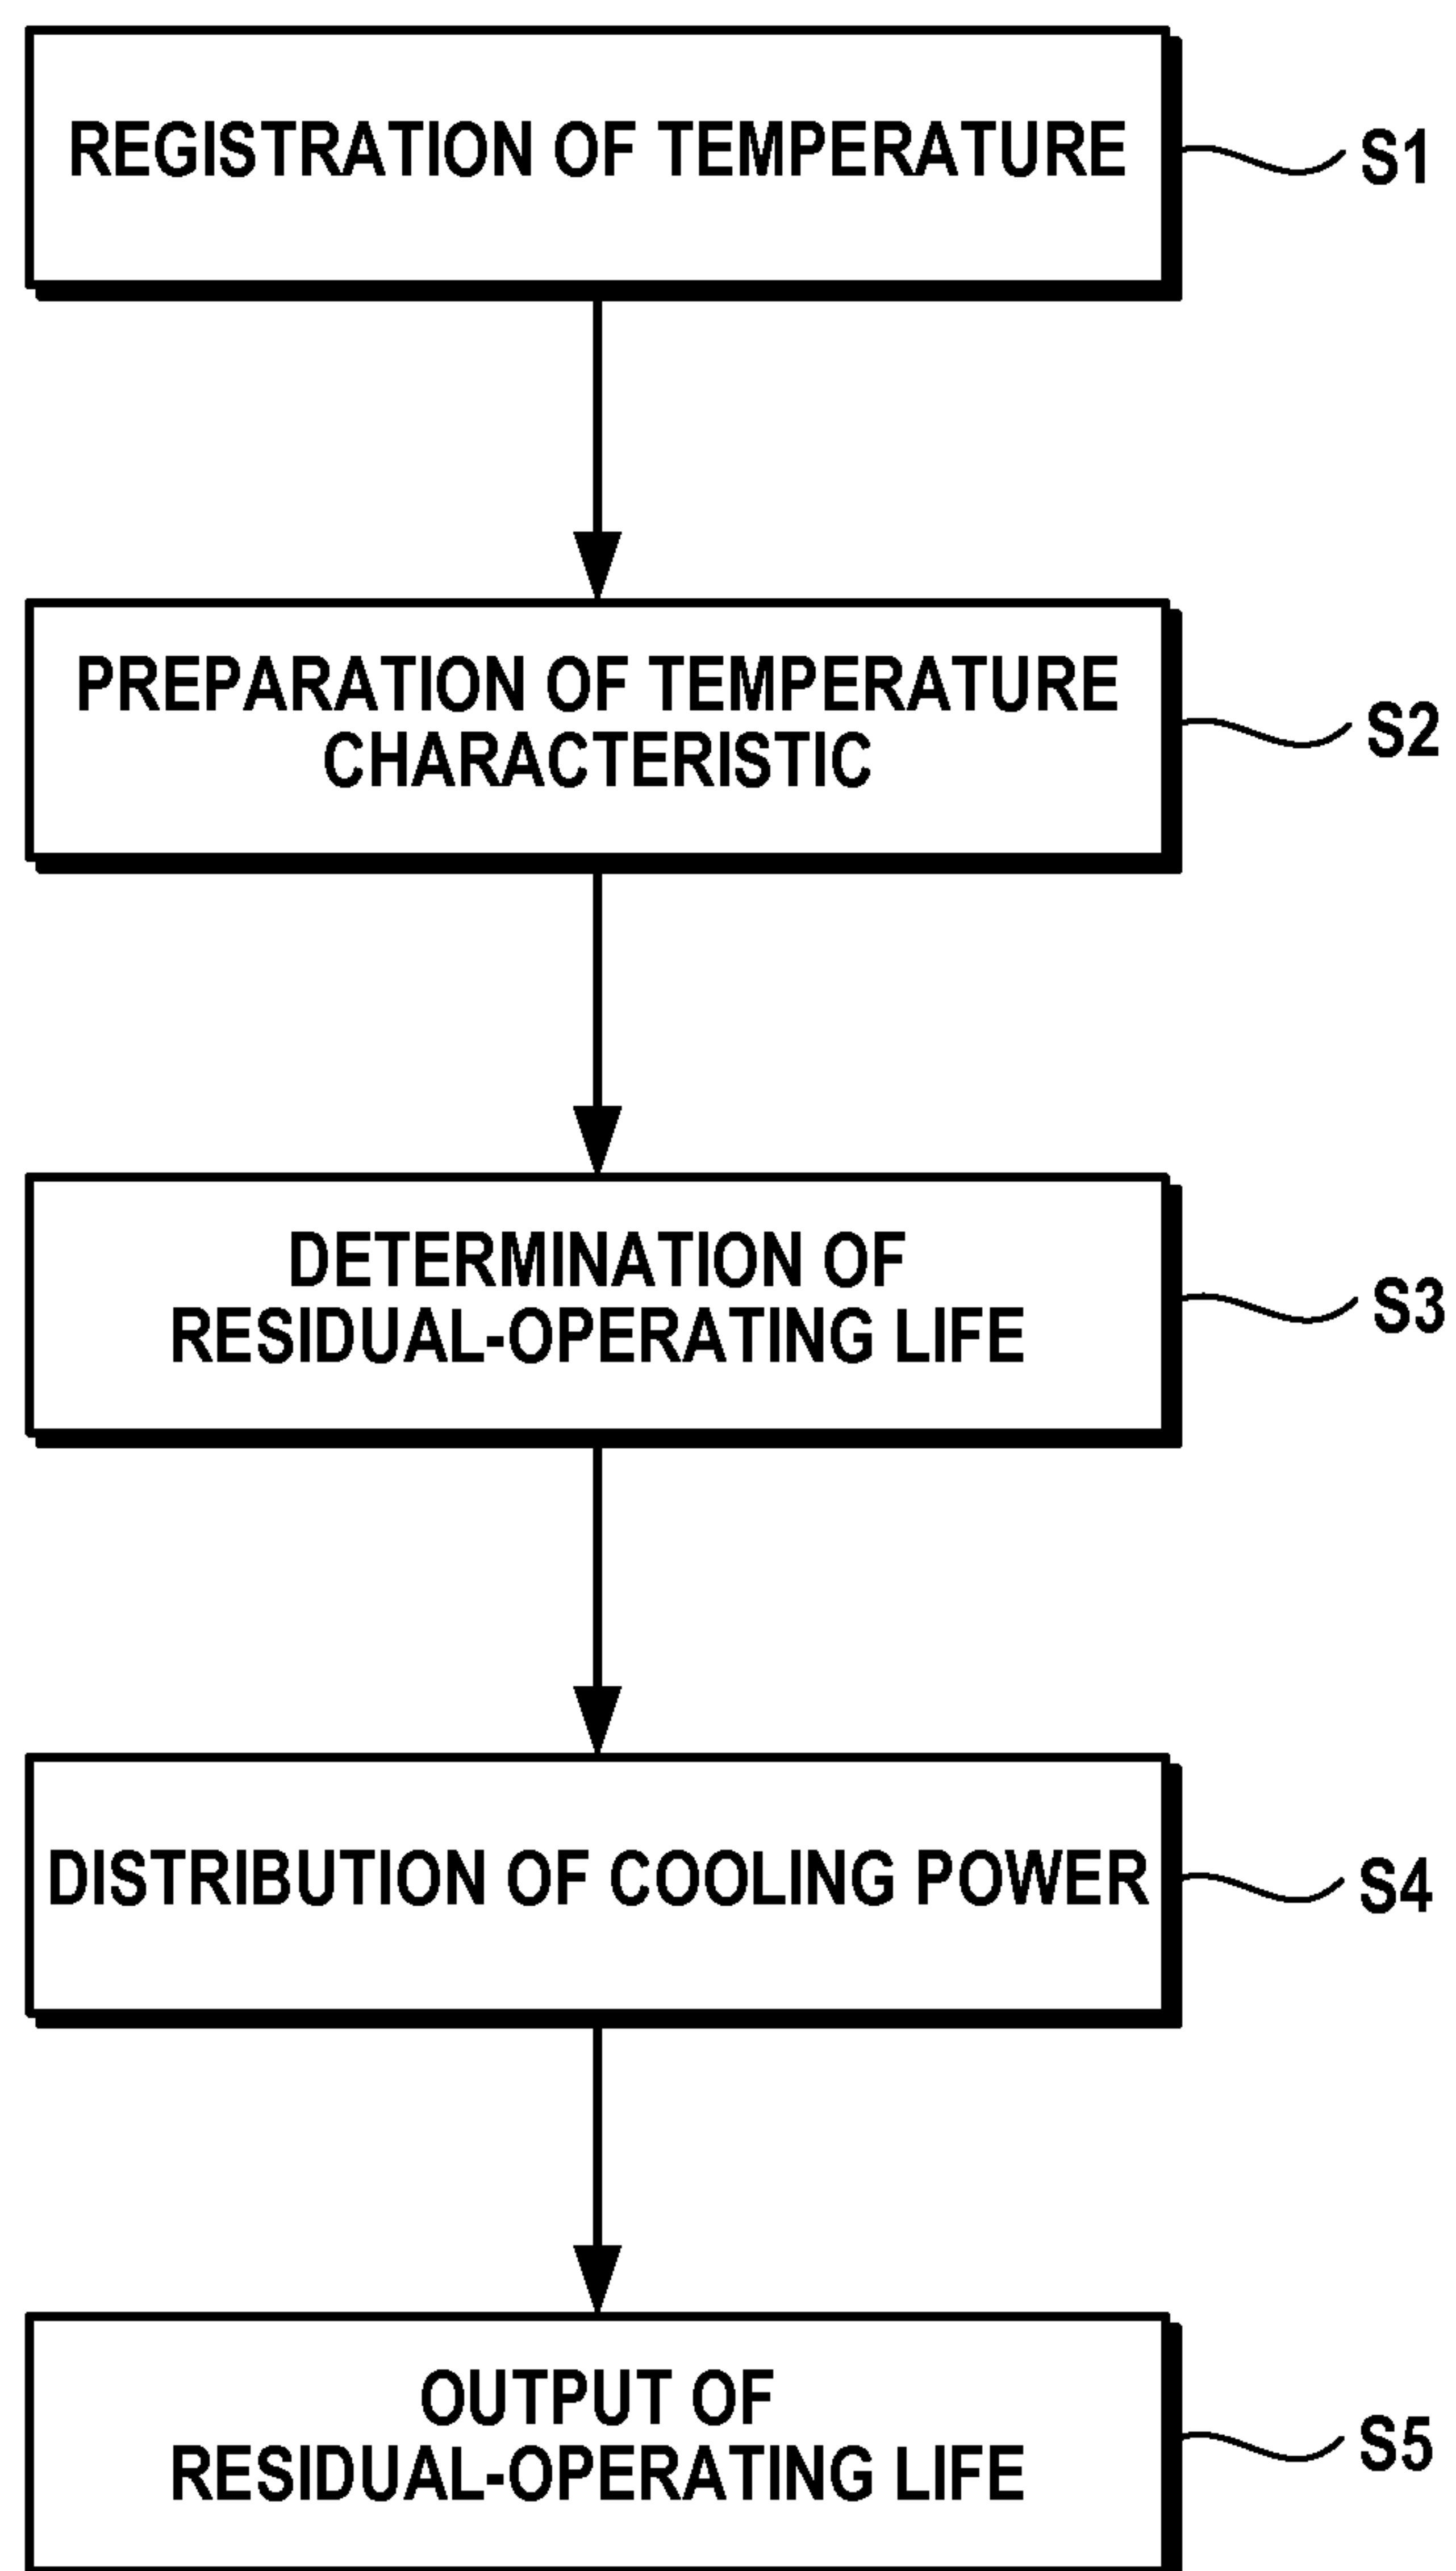 REGISTRATION OF TEMPERATURE
S1
PREPARATION OF TEMPERATURE
CHARACTERISTIC
S2
DETERMINATION OF
RESIDUAL-OPERATING LIFE
S3
DISTRIBUTION OF COOLING POWER
S4
OUTPUT OF
RESIDUAL-OPERATING LIFE
S5